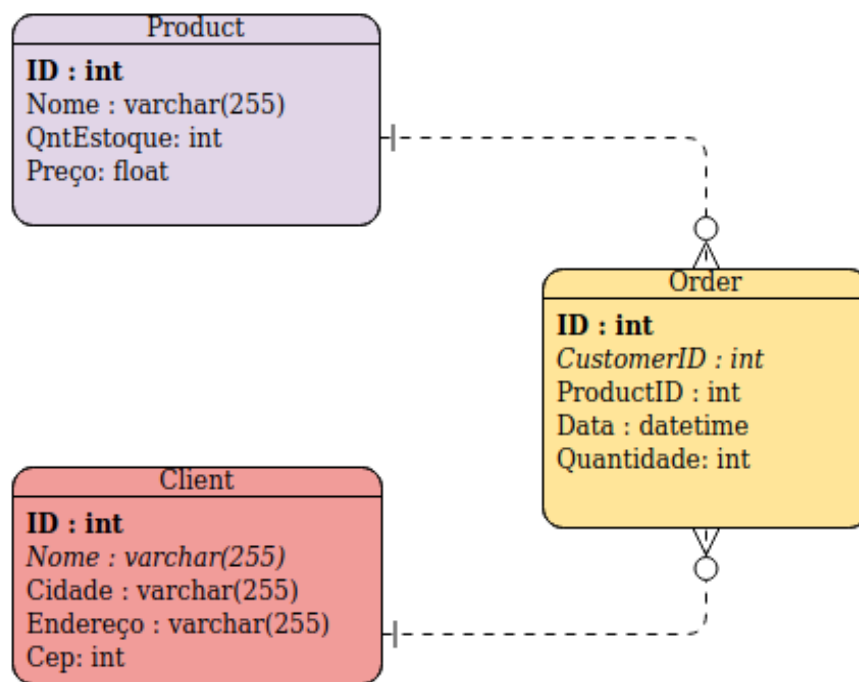 Product
ID : int
Nome : varchar(255)
QntEstoque: int
Preço: float
Order
ID : int
CustomerID : int
ProductID : int
Data : datetime
Quantidade: int
Client
ID : int
Nome : varchar(255)
Cidade : varchar(255)
Endereço : varchar(255)
Cep: int